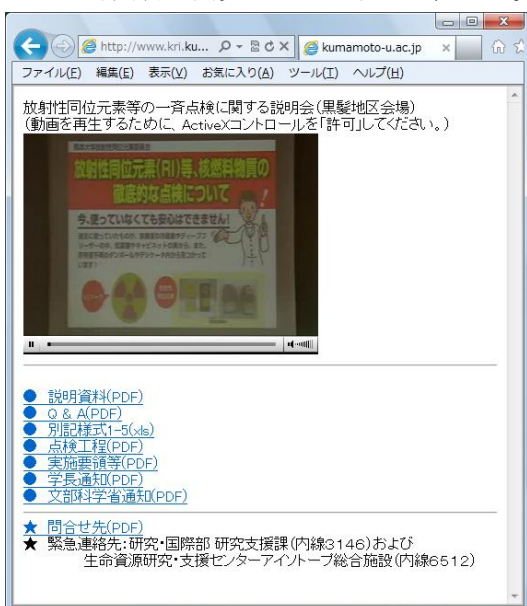 http://www.kri.ku...
kumamoto-u.ac.jp
ファイル(F) 編集(E) 表示(V) お気に入り(A) ツール(T) ヘルプ(H)
放射性同位元素等の一斉点検に関する説明会(黒髪地区会場)
(動画を再生するために、ActiveXコントロールを「許可」してください。)
放射性同位元素(RI)等、核燃料物質の
徹底的な点検について
今、使っていなくても安心はできません!
● 説明資料(PDF)
● Q & A(PDF)
● 別記様式1-5(xls)
● 点検工程(PDF)
● 実施要領等(PDF)
● 学長通知(PDF)
● 文部科学省通知(PDF)
★ 問合せ先(PDF)
★ 緊急連絡先:研究・国際部 研究支援課(内線3146)および
生命資源研究・支援センターアイソトープ総合施設(内線6512)